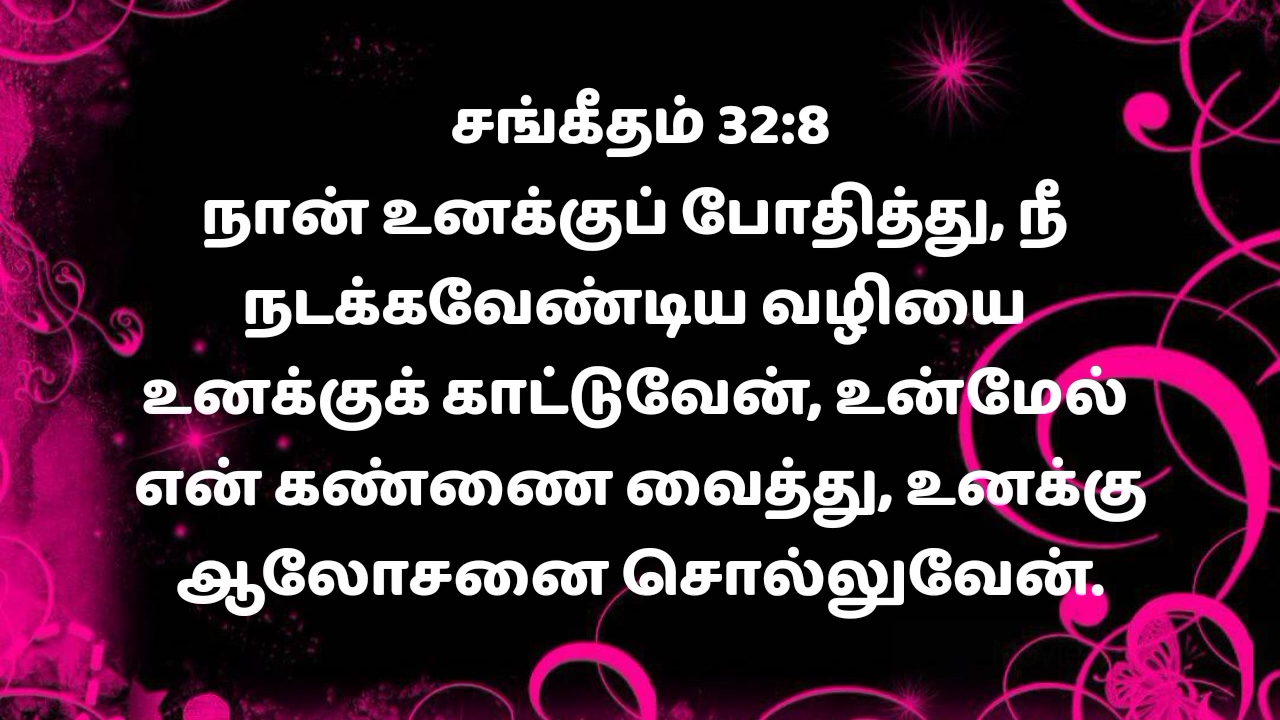 சங்கீதம் 32:8
நான் உனக்குப் போதித்து, நீ
நடக்கவேண்டிய வழியை
உனக்குக் காட்டுவேன், உன்மேல்
என் கண்ணை வைத்து, உனக்கு
ஆலோசனை சொல்லுவேன்.